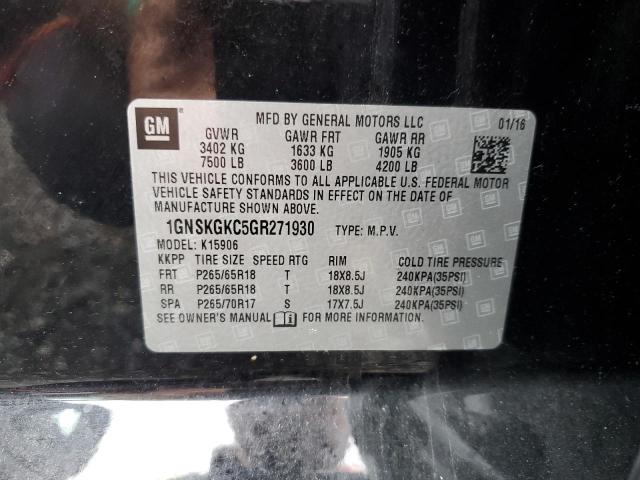 GM
MFD BY GENERAL MOTORS LLC 01/16
GVWR GAWR FRT GAWR RR
3402 KG 1633 KG 1905 KG
7500 LB 3600 LB 4200 LB
THIS VEHICLE CONFORMS TO ALL APPLICABLE U.S. FEDERAL MOTOR
VEHICLE SAFETY STANDARDS IN EFFECT ON THE DATE OF
MANUFACTURE SHOWN ABOVE.
1GNSKGKC5GR271930 TYPE: M.P.V.
MODEL: K15906
KKPP TIRE SIZE SPEED RTG RIM COLD TIRE PRESSURE
FRT P265/65R18 T 18X8.5J 240KPA(35PSI)
RR P265/65R18 T 18X8.5J 240KPA(35PSI)
SPA P265/70R17 S 17X7.5J 240KPA(35PSI)
SEE OWNER'S MANUAL FOR MORE INFORMATION.